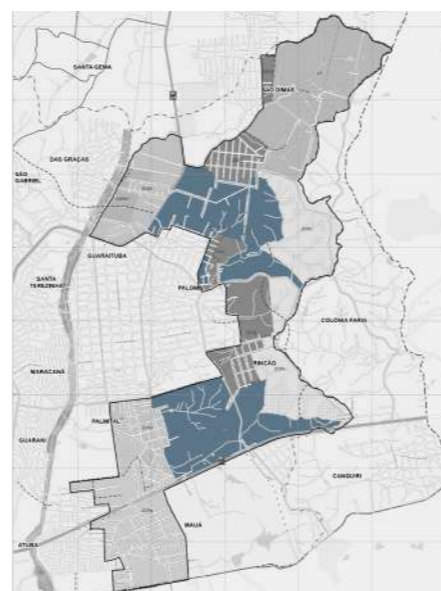 SANTA GEMA
SÃO DIMAS
DAS GRAÇAS
SÃO
GABRIEL
GUARAITUBA
SANTA
TEREZINHA
PALOMA
COLÔNIA FARIA
MARACANÃ
RINCÃO
PALMITAL
GUARANI
CANGUIRI
MAUÁ
ATUBA